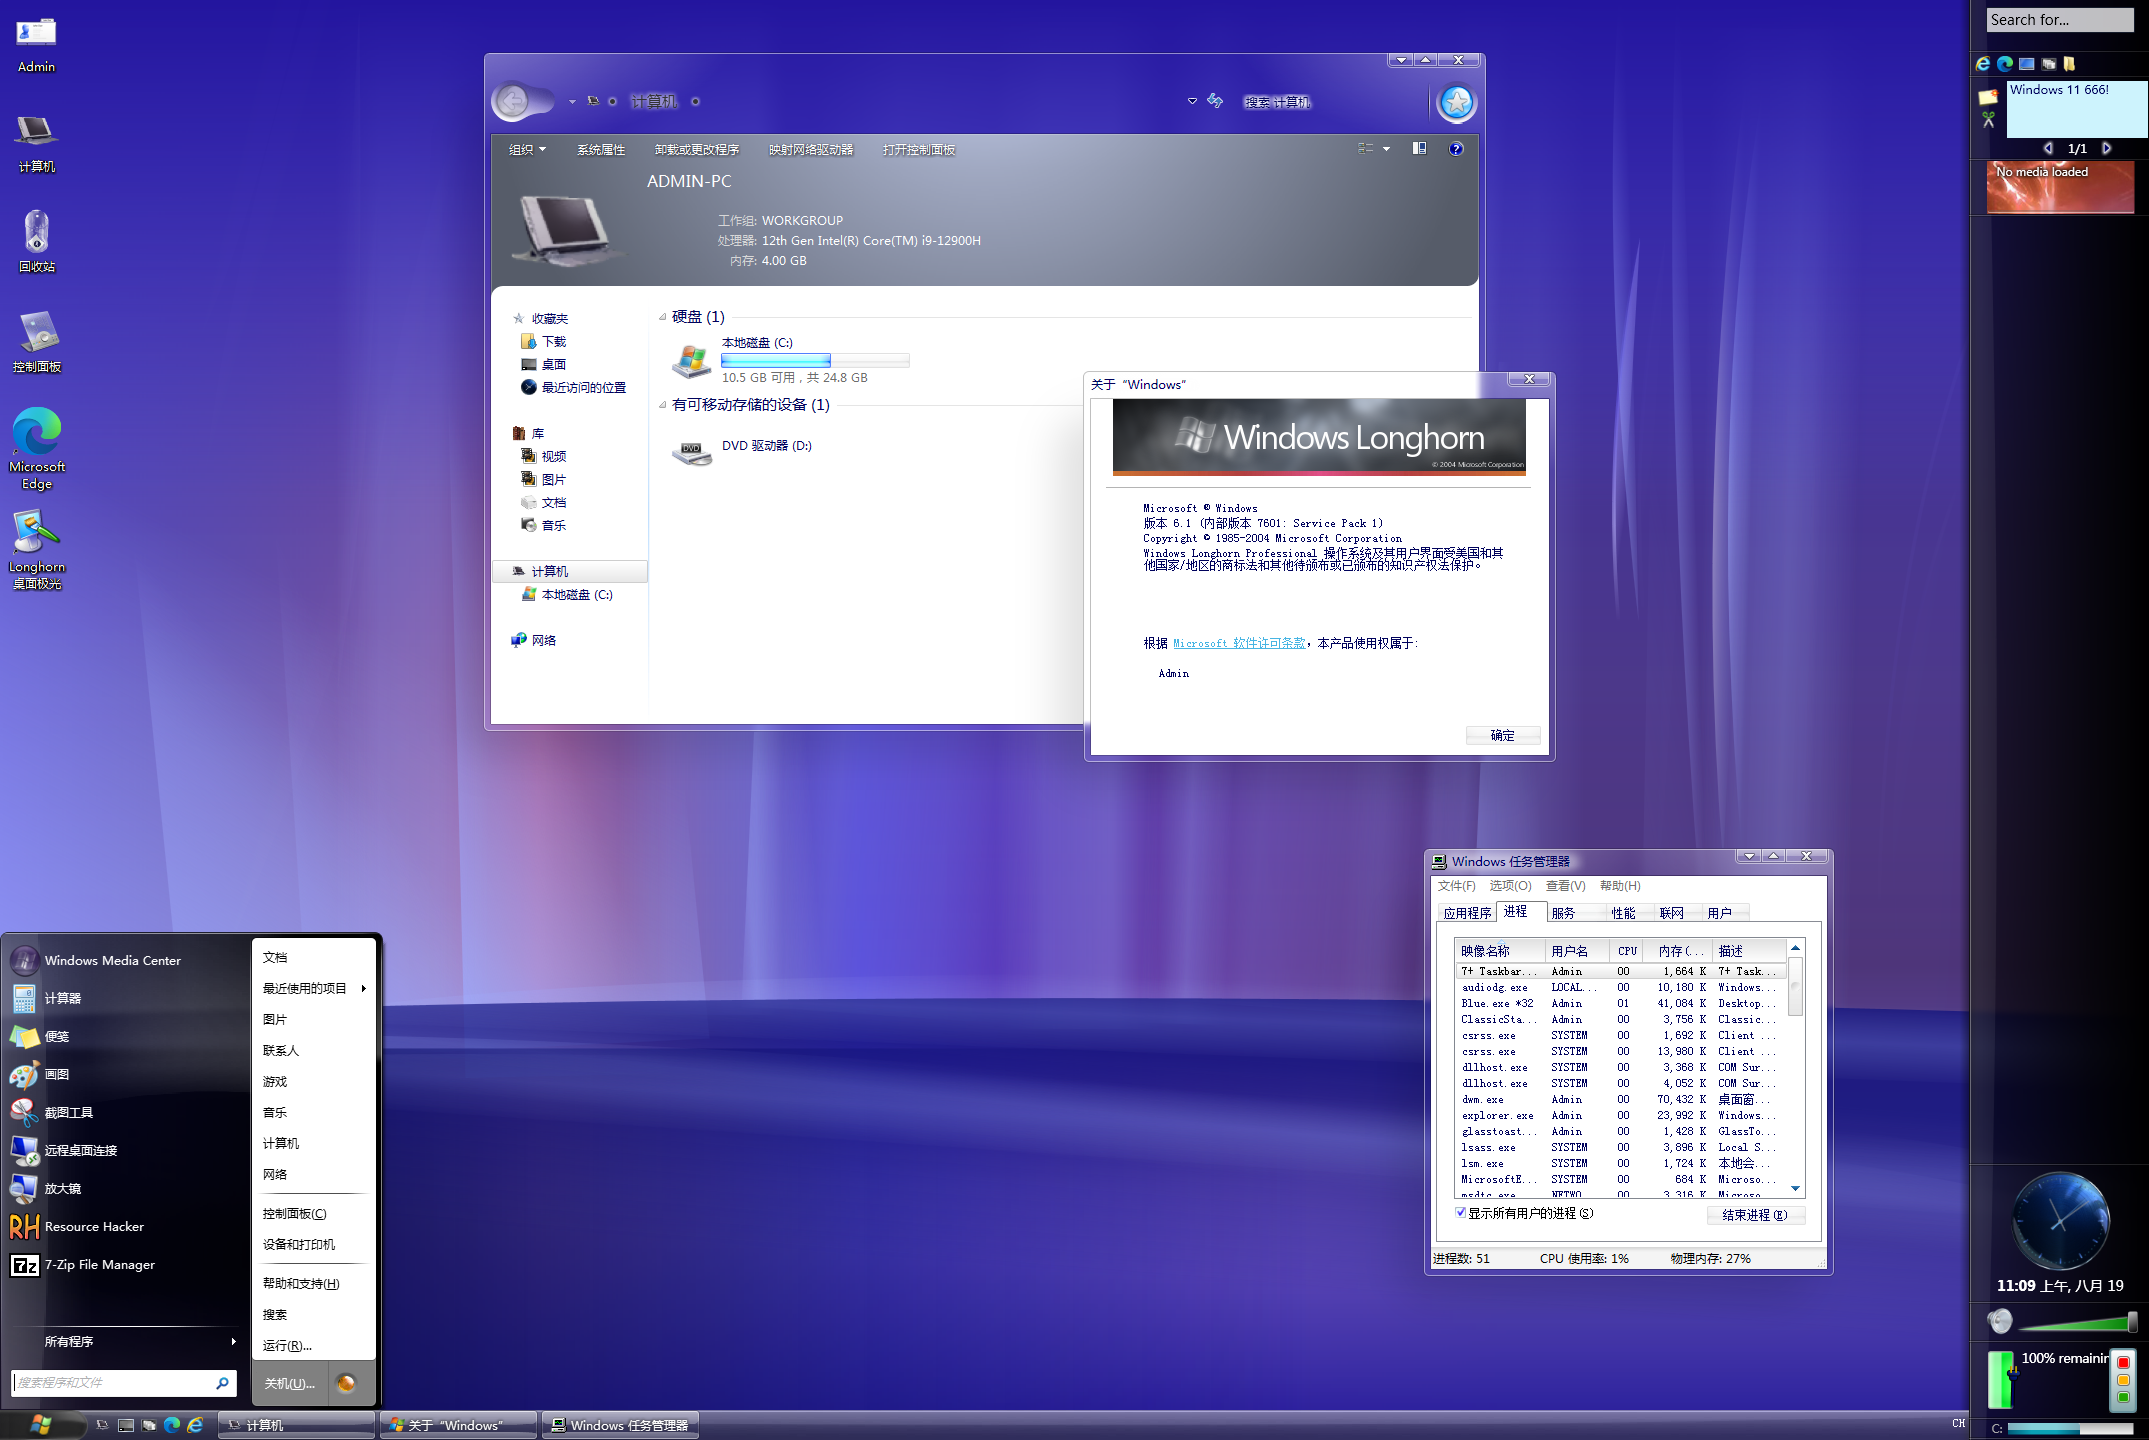 Admin
计算机
回收站
控制面板
Microsoft
Edge
Longhorn
桌面极光
计算机
搜索 计算机
组织
系统属性
卸载或更改程序
映射网络驱动器
打开控制面板
ADMIN-PC
工作组: WORKGROUP
处理器: 12th Gen Intel(R) Core(TM) i9-12900H
内存: 4.00 GB
收藏夹
下载
桌面
最近访问的位置
库
视频
图片
文档
音乐
计算机
本地磁盘 (C:)
网络
硬盘 (1)
本地磁盘 (C:)
10.5 GB 可用，共 24.8 GB
有可移动存储的设备 (1)
DVD
DVD 驱动器 (D:)
关于 “Windows”
Windows Longhorn
© 2004 Microsoft Corporation
Microsoft © Windows
版本 6.1 (内部版本 7601: Service Pack 1)
Copyright © 1985-2004 Microsoft Corporation
Windows Longhorn Professional 操作系统及其用户界面受美国和其
他国家/地区的商标法和其他待颁布或已颁布的知识产权法保护。
根据 Microsoft 软件许可条款，本产品使用权属于:
Admin
确定
Windows 任务管理器
文件(F) 选项(O) 查看(V) 帮助(H)
应用程序 进程 服务 性能 联网 用户
映像名称 用户名 CPU 内存(... 描述
7+ Taskbar... Admin 00 1,664 K 7+ Task...
audiodg.exe LOCAL... 00 10,180 K Windows...
Blue.exe *32 Admin 01 41,084 K Desktop...
ClassicSta... Admin 00 3,756 K Classic...
csrss.exe SYSTEM 00 1,692 K Client ...
csrss.exe SYSTEM 00 13,980 K Client ...
dllhost.exe SYSTEM 00 3,368 K COM Sur...
dllhost.exe SYSTEM 00 4,052 K COM Sur...
dwm.exe Admin 00 70,432 K 桌面窗...
explorer.exe Admin 00 23,992 K Windows...
glasstoast... Admin 00 1,428 K GlassTo...
lsass.exe SYSTEM 00 3,896 K Local S...
lsm.exe SYSTEM 00 1,724 K 本地会...
MicrosoftE... SYSTEM 00 684 K Microso...
msdtc.exe NETWO... 00 3,316 K Microso...
显示所有用户的进程(S)
结束进程(E)
进程数: 51 CPU 使用率: 1% 物理内存: 27%
Search for...
Windows 11 666!
1/1
No media loaded
11:09 上午, 八月 19
100% remainin
C:
Windows Media Center
计算器
便笺
画图
截图工具
远程桌面连接
放大镜
RH Resource Hacker
7z 7-Zip File Manager
所有程序
搜索程序和文件
文档
最近使用的项目
图片
联系人
游戏
音乐
计算机
网络
控制面板(C)
设备和打印机
帮助和支持(H)
搜索
运行(R)...
关机(U)...
计算机
关于 “Windows”
Windows 任务管理器
CH